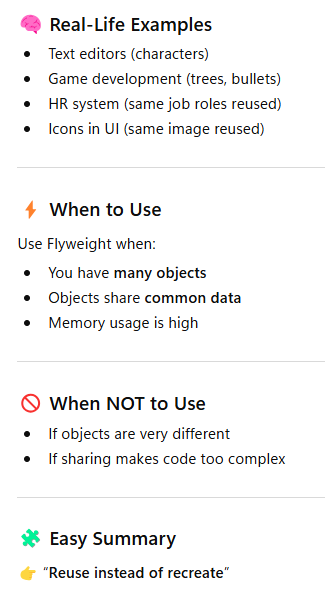 🧠 Real-Life Examples
• Text editors (characters)
• Game development (trees, bullets)
• HR system (same job roles reused)
• Icons in UI (same image reused)
⚡ When to Use
Use Flyweight when:
• You have many objects
• Objects share common data
• Memory usage is high
🚫 When NOT to Use
• If objects are very different
• If sharing makes code too complex
🧩 Easy Summary
👉 “Reuse instead of recreate”